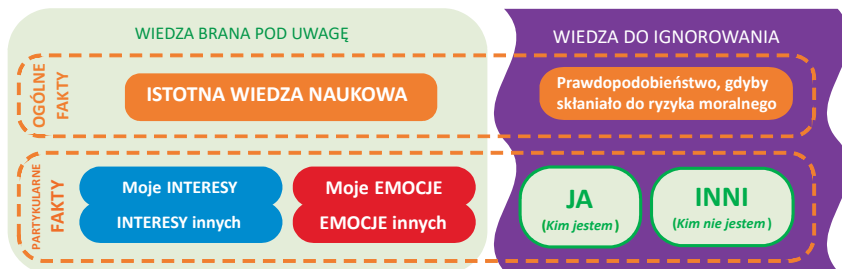 WIEDZA BRANA POD UWAGĘ
WIEDZA DO IGNOROWANIA
OGÓLNE
FAKTY
ISTOTNA WIEDZA NAUKOWA
Prawdopodobieństwo, gdyby
skłaniało do ryzyka moralnego
PARTYKULARNE
FAKTY
Moje INTERESY
INTERESY innych
Moje EMOCJE
EMOCJE innych
JA
(Kim jestem)
INNI
(Kim nie jestem)